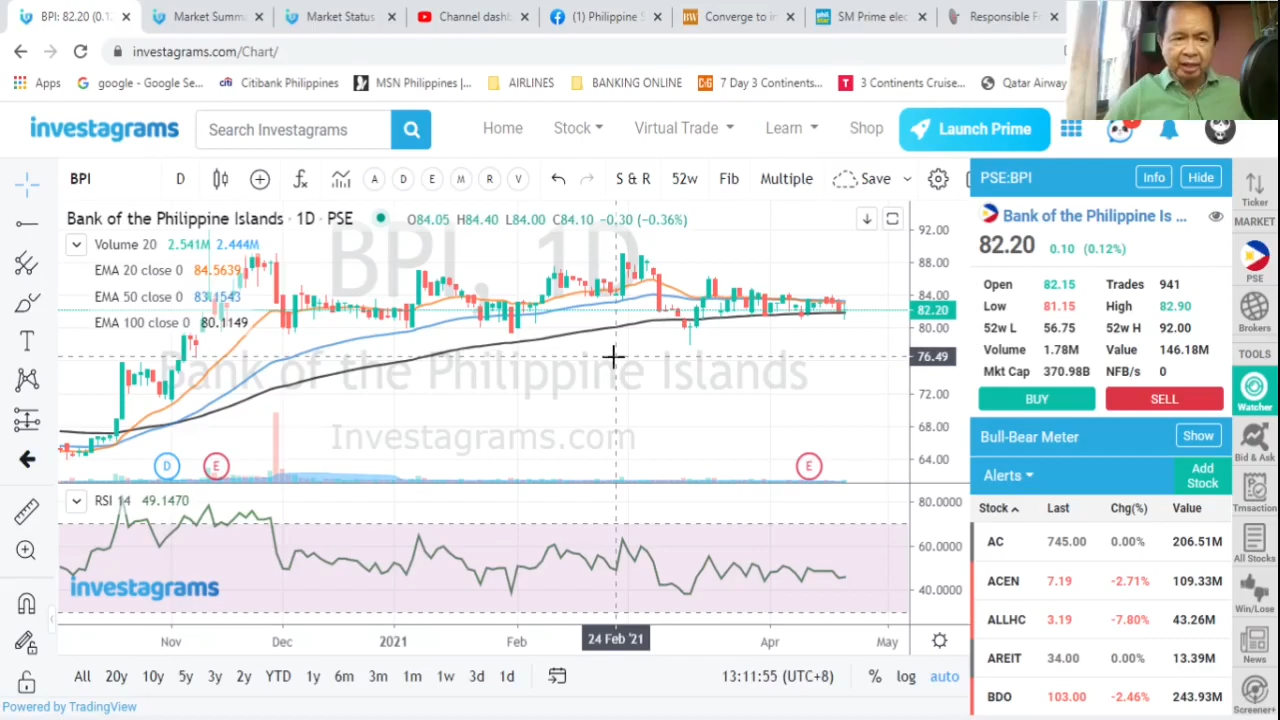 BPI: 82.20 (0.1
Market Summ
Market Status
Channel dashb
(1) Philippine S
Converge to in
SM Prime elec
Responsible F
investagrams.com/Chart/
Apps
google - Google Se...
Citibank Philippines
MSN Philippines |...
AIRLINES
BANKING ONLINE
7 Day 3 Continents...
3 Continents Cruise...
Qatar Airway
investagrams
Search Investagrams
Home
Stock
Virtual Trade
Learn
Shop
Launch Prime
BPI
D
A
D
E
M
R
V
S & R
52w
Fib
Multiple
Save
Bank of the Philippine Islands · 1D · PSE
O84.05 H84.40 L84.00 C84.10 −0.30 (−0.36%)
Volume 20 2.541M 2.444M
EMA 20 close 0 84.5639
EMA 50 close 0 83.1543
EMA 100 close 0 80.1149
BPI, 1D
Bank of the Philippine Islands
Investagrams.com
92.00
88.00
84.00
82.20
80.00
76.49
72.00
68.00
64.00
D
E
E
RSI 14 49.1470
80.0000
60.0000
40.0000
investagrams
Nov
Dec
2021
Feb
24 Feb '21
Apr
May
All
20y
10y
5y
3y
2y
YTD
1y
6m
3m
1m
1w
3d
1d
13:11:55 (UTC+8)
%
log
auto
Powered by TradingView
PSE:BPI
Info
Hide
Bank of the Philippine Is ...
82.20 0.10 (0.12%)
Open 82.15 Trades 941
Low 81.15 High 82.90
52w L 56.75 52w H 92.00
Volume 1.78M Value 146.18M
Mkt Cap 370.98B NFB/s 0
BUY
SELL
Bull-Bear Meter
Show
Alerts
Add Stock
Stock Last Chg(%) Value
AC 745.00 0.00% 206.51M
ACEN 7.19 -2.71% 109.33M
ALLHC 3.19 -7.80% 43.26M
AREIT 34.00 0.00% 13.39M
BDO 103.00 -2.46% 243.93M
Ticker
MARKET
PSE
Brokers
TOOLS
Watcher
Bid & Ask
Trnsaction
All Stocks
Win/Lose
News
Screener+